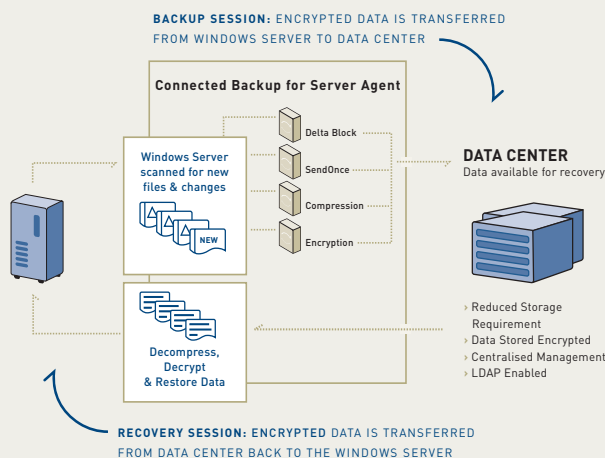 BACKUP SESSION: ENCRYPTED DATA IS TRANSFERRED
FROM WINDOWS SERVER TO DATA CENTER
Connected Backup for Server Agent
Windows Server
scanned for new
files & changes
NEW
Delta Block
SendOnce
Compression
Encryption
DATA CENTER
Data available for recovery
› Reduced Storage
Requirement
› Data Stored Encrypted
› Centralised Management
› LDAP Enabled
Decompress,
Decrypt
& Restore Data
RECOVERY SESSION: ENCRYPTED DATA IS TRANSFERRED
FROM DATA CENTER BACK TO THE WINDOWS SERVER